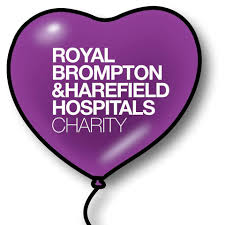 ROYAL
BROMPTON
&HAREFIELD
HOSPITALS
CHARITY